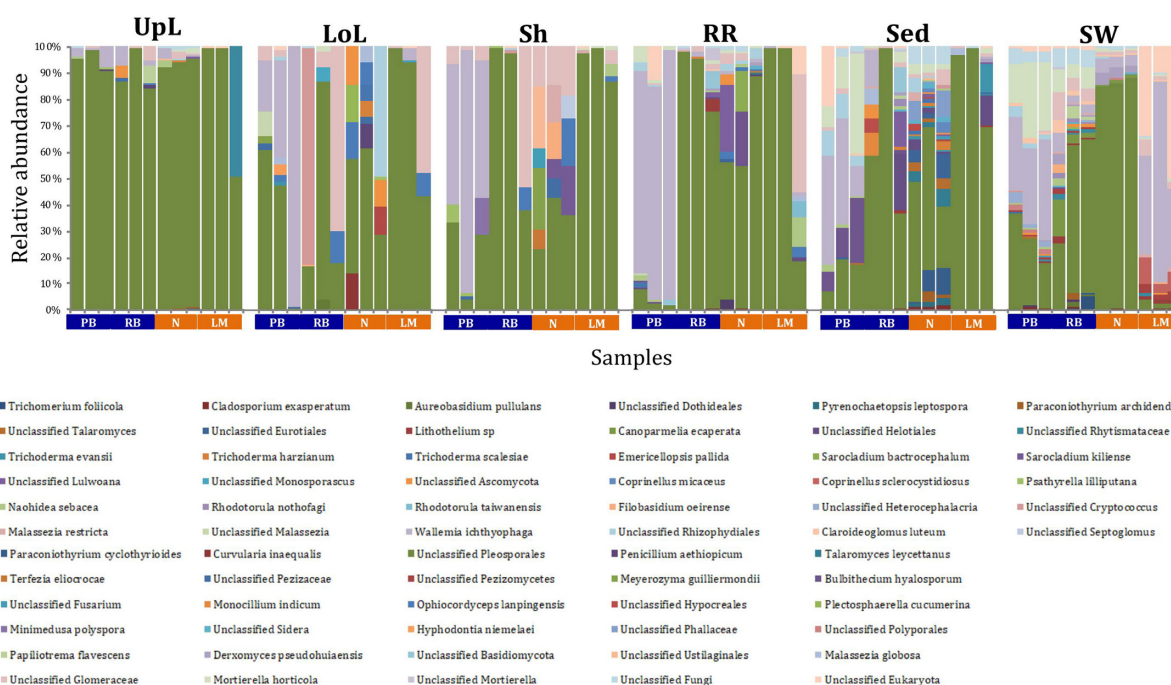 UpL LoL Sh RR Sed SW
100%
90%
80%
70%
60%
50%
40%
30%
20%
10%
0%
Relative abundance
PB RB N LM PB RB N LM PB RB N LM PB RB N LM PB RB N LM PB RB N LM
Samples
Trichomerium foliicola Cladosporium exasperatum Aureobasidium pullulans Unclassified Dothideales Pyrenochaetopsis leptospora Paraconiothyrium archidend
Unclassified Talaromyces Unclassified Eurotiales Lithothelium sp Canoparmelia ecaperata Unclassified Helotiales Unclassified Rhytismataceae
Trichoderma evansii Trichoderma harzianum Trichoderma scalesiae Emericellopsis pallida Sarocladium bactrocephalum Sarocladium kiliense
Unclassified Lulwoana Unclassified Monosporascus Unclassified Ascomycota Coprinellus micaceus Coprinellus sclerocystidiosus Psathyrella lilliputana
Naohidea sebacea Rhodotorula nothofagi Rhodotorula taiwanensis Filobasidium oeirense Unclassified Heterocephalacria Unclassified Cryptococcus
Malassezia restricta Unclassified Malassezia Wallemia ichthyophaga Unclassified Rhizophydiales Claroideoglomus luteum Unclassified Septoglomus
Paraconiothyrium cyclothyrioides Curvularia inaequalis Unclassified Pleosporales Penicillium aethiopicum Talaromyces leycettanus
Terfezia eliocrocae Unclassified Pezizaceae Unclassified Pezizomycetes Meyerozyma guilliermondii Bulbithecium hyalosporum
Unclassified Fusarium Monocillium indicum Ophiocordyceps lanpingensis Unclassified Hypocreales Plectosphaerella cucumerina
Minimedusa polyspora Unclassified Sidera Hyphodontia niemelaei Unclassified Phallaceae Unclassified Polyporales
Papiliotrema flavescens Derxomyces pseudohuiaensis Unclassified Basidiomycota Unclassified Ustilaginales Malassezia globosa
Unclassified Glomeraceae Mortierella horticola Unclassified Mortierella Unclassified Fungi Unclassified Eukaryota